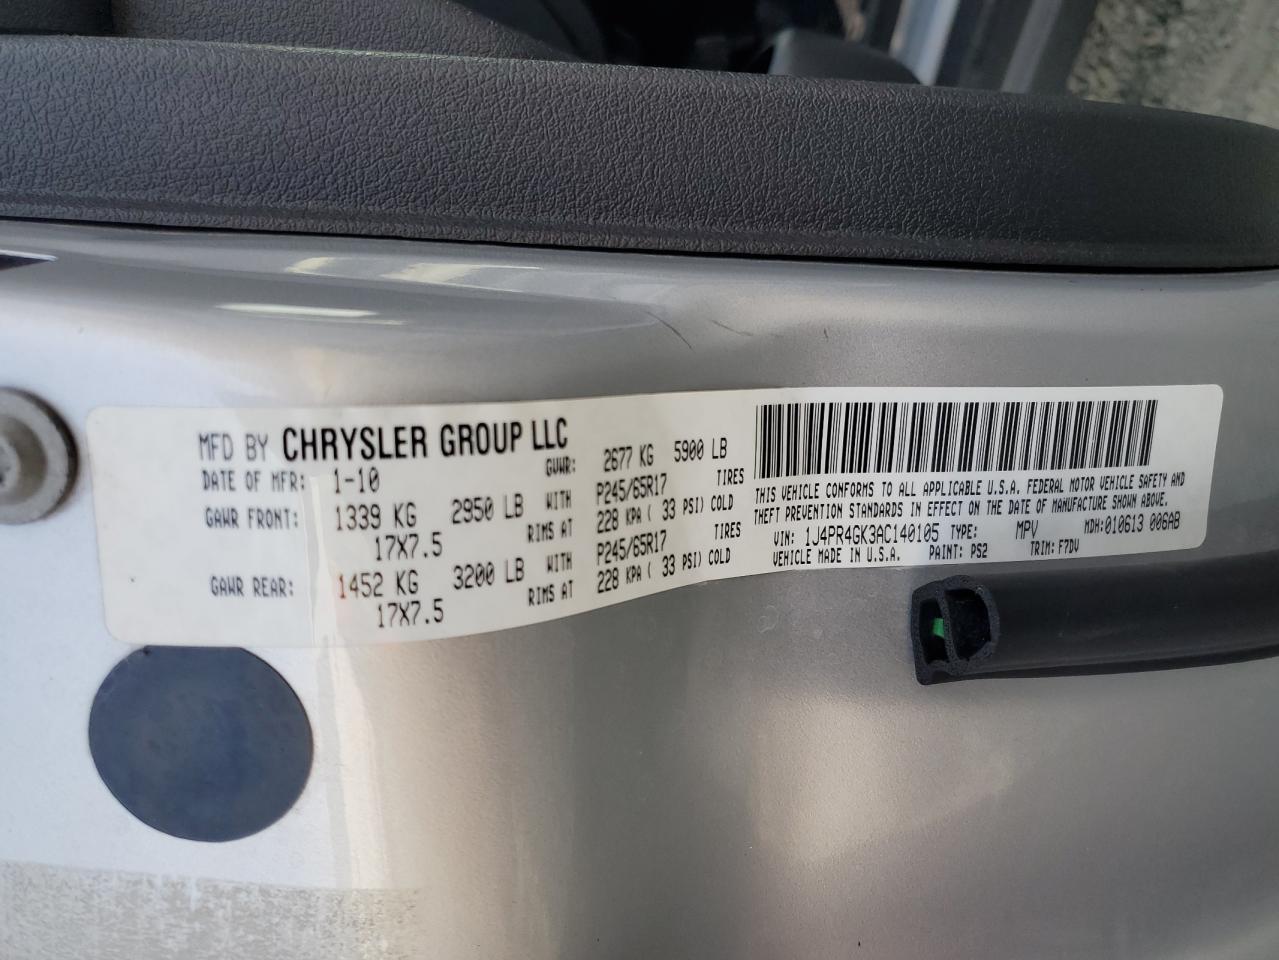 MFD BY CHRYSLER GROUP LLC
DATE OF MFR: 1-10 GVWR: 2677 KG 5900 LB
GAWR FRONT: 1339 KG 2950 LB WITH P245/65R17 TIRES
17X7.5 RIMS AT 228 KPA ( 33 PSI) COLD
GAWR REAR: 1452 KG 3200 LB WITH P245/65R17 TIRES
17X7.5 RIMS AT 228 KPA ( 33 PSI) COLD
THIS VEHICLE CONFORMS TO ALL APPLICABLE U.S.A. FEDERAL MOTOR VEHICLE SAFETY AND
THEFT PREVENTION STANDARDS IN EFFECT ON THE DATE OF MANUFACTURE SHOWN ABOVE.
VIN: 1J4PR4GK3AC140105 TYPE: MPV MDH:010613 006AB
VEHICLE MADE IN U.S.A. PAINT: PS2 TRIM: F7DV